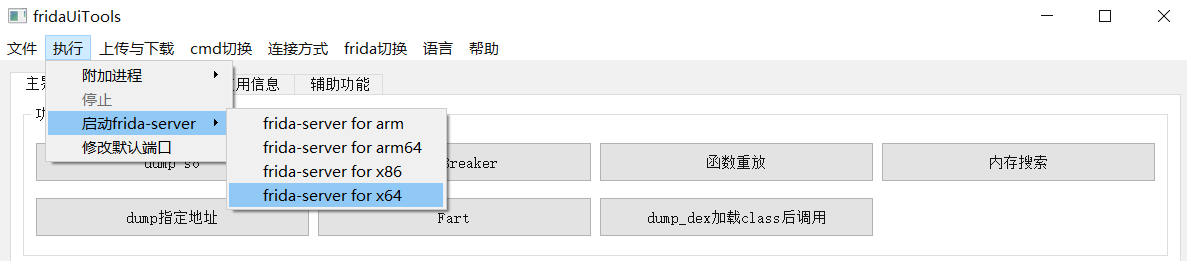 fridaUiTools
文件 执行 上传与下载 cmd切换 连接方式 frida切换 语言 帮助
附加进程
停止
启动frida-server
修改默认端口
frida-server for arm
frida-server for arm64
frida-server for x86
frida-server for x64
用信息 辅助功能
dump so
Breaker 函数重放 内存搜索
dump指定地址 Fart dump_dex加载class后调用